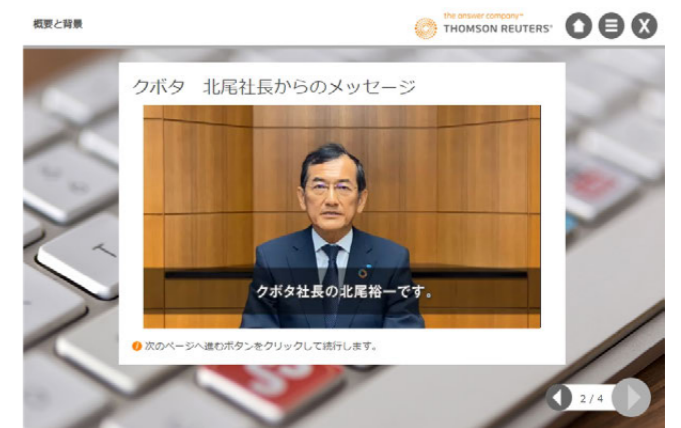 概要と背景
the answer company™
THOMSON REUTERS®
X
クボタ 北尾社長からのメッセージ
クボタ社長の北尾裕一です。
次のページへ進むボタンをクリックして続行します。
2 / 4